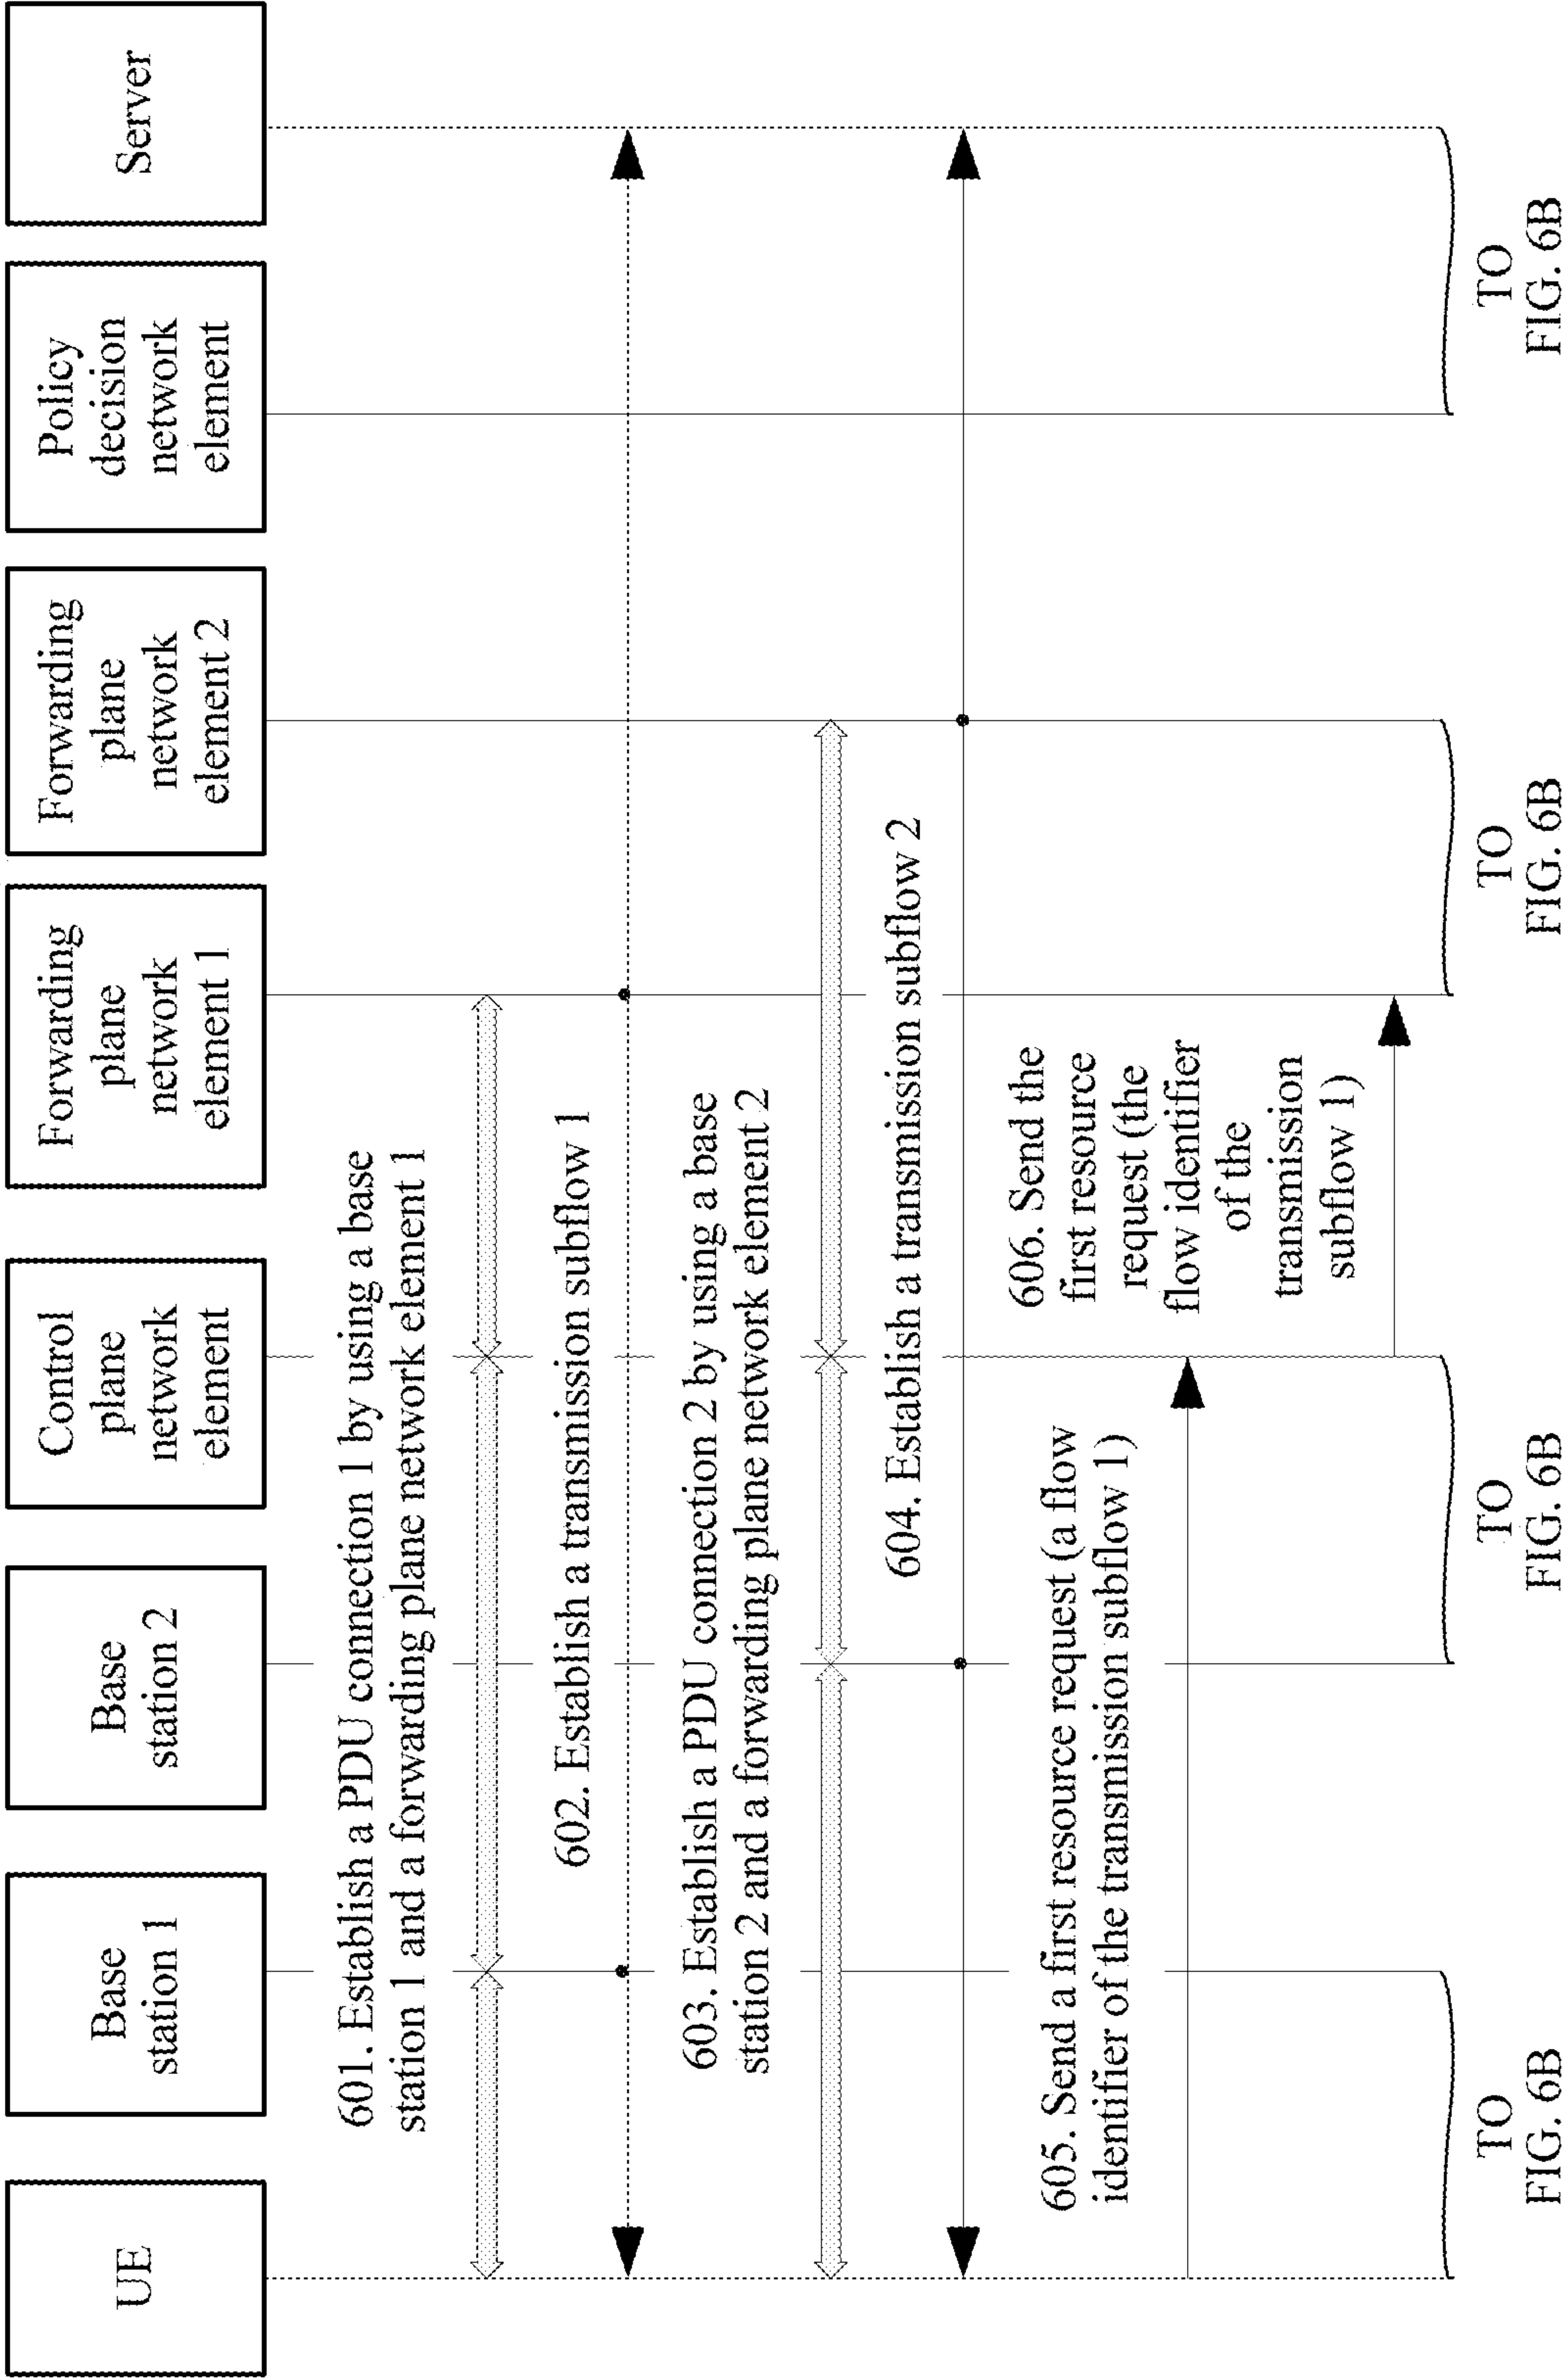 UE
Base
station 1
Base
station 2
Control
plane
network
element
Forwarding
plane
network
element 1
Forwarding
plane
network
element 2
Policy
decision
network
element
Server
601. Establish a PDU connection 1 by using a base
station 1 and a forwarding plane network element 1
602. Establish a transmission subflow 1
603. Establish a PDU connection 2 by using a base
station 2 and a forwarding plane network element 2
604. Establish a transmission subflow 2
605. Send a first resource request (a flow
identifier of the transmission subflow 1)
606. Send the
first resource
request (the
flow identifier
of the
transmission
subflow 1)
TO
FIG. 6B
TO
FIG. 6B
TO
FIG. 6B
TO
FIG. 6B